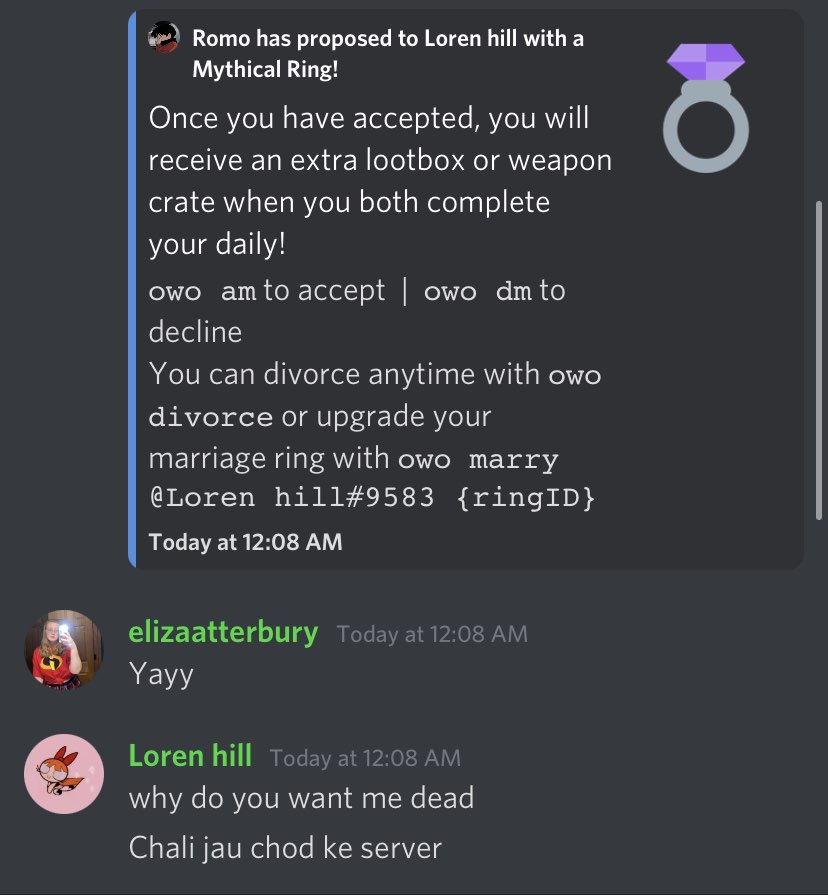 Romo has proposed to Loren hill with a
Mythical Ring!
Once you have accepted, you will
receive an extra lootbox or weapon
crate when you both complete
your daily!
owo am to accept | owo dm to
decline
You can divorce anytime with owo
divorce or upgrade your
marriage ring with owo marry
@Loren hill#9583 {ringID}
Today at 12:08 AM
elizaatterbury Today at 12:08 AM
Yayy
Loren hill Today at 12:08 AM
why do you want me dead
Chali jau chod ke server